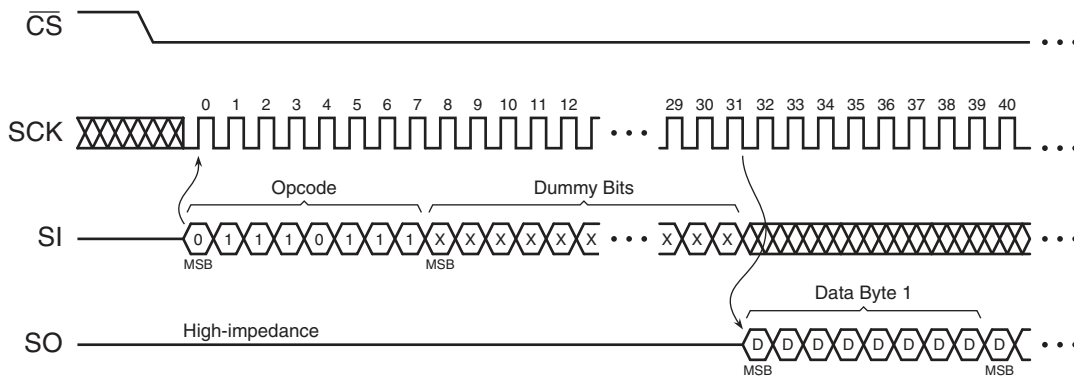 CS
SCK
0 1 2 3 4 5 6 7 8 9 10 11 12 29 30 31 32 33 34 35 36 37 38 39 40
Opcode Dummy Bits
SI
0 1 1 1 0 1 1 1 X X X X X X X X X
MSB MSB
Data Byte 1
High-impedance
SO
D D D D D D D D D
MSB MSB